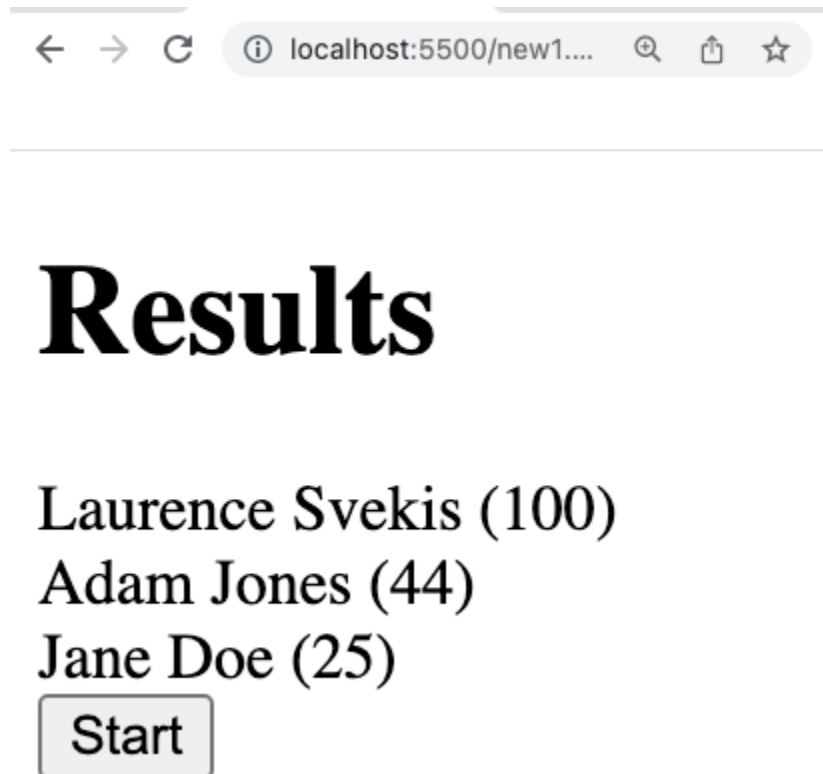 localhost:5500/new1....
Results
Laurence Svekis (100)
Adam Jones (44)
Jane Doe (25)
Start